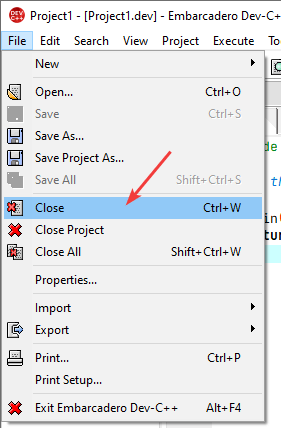 DEV C++ Project1 - [Project1.dev] - Embarcadero Dev-C+
File Edit Search View Project Execute
New
Open... Ctrl+O
Save Ctrl+S
Save As...
Save Project As...
Save All Shift+Ctrl+S
Close Ctrl+W
Close Project
Close All Shift+Ctrl+W
Properties...
Import
Export
Print... Ctrl+P
Print Setup...
Exit Embarcadero Dev-C++ Alt+F4